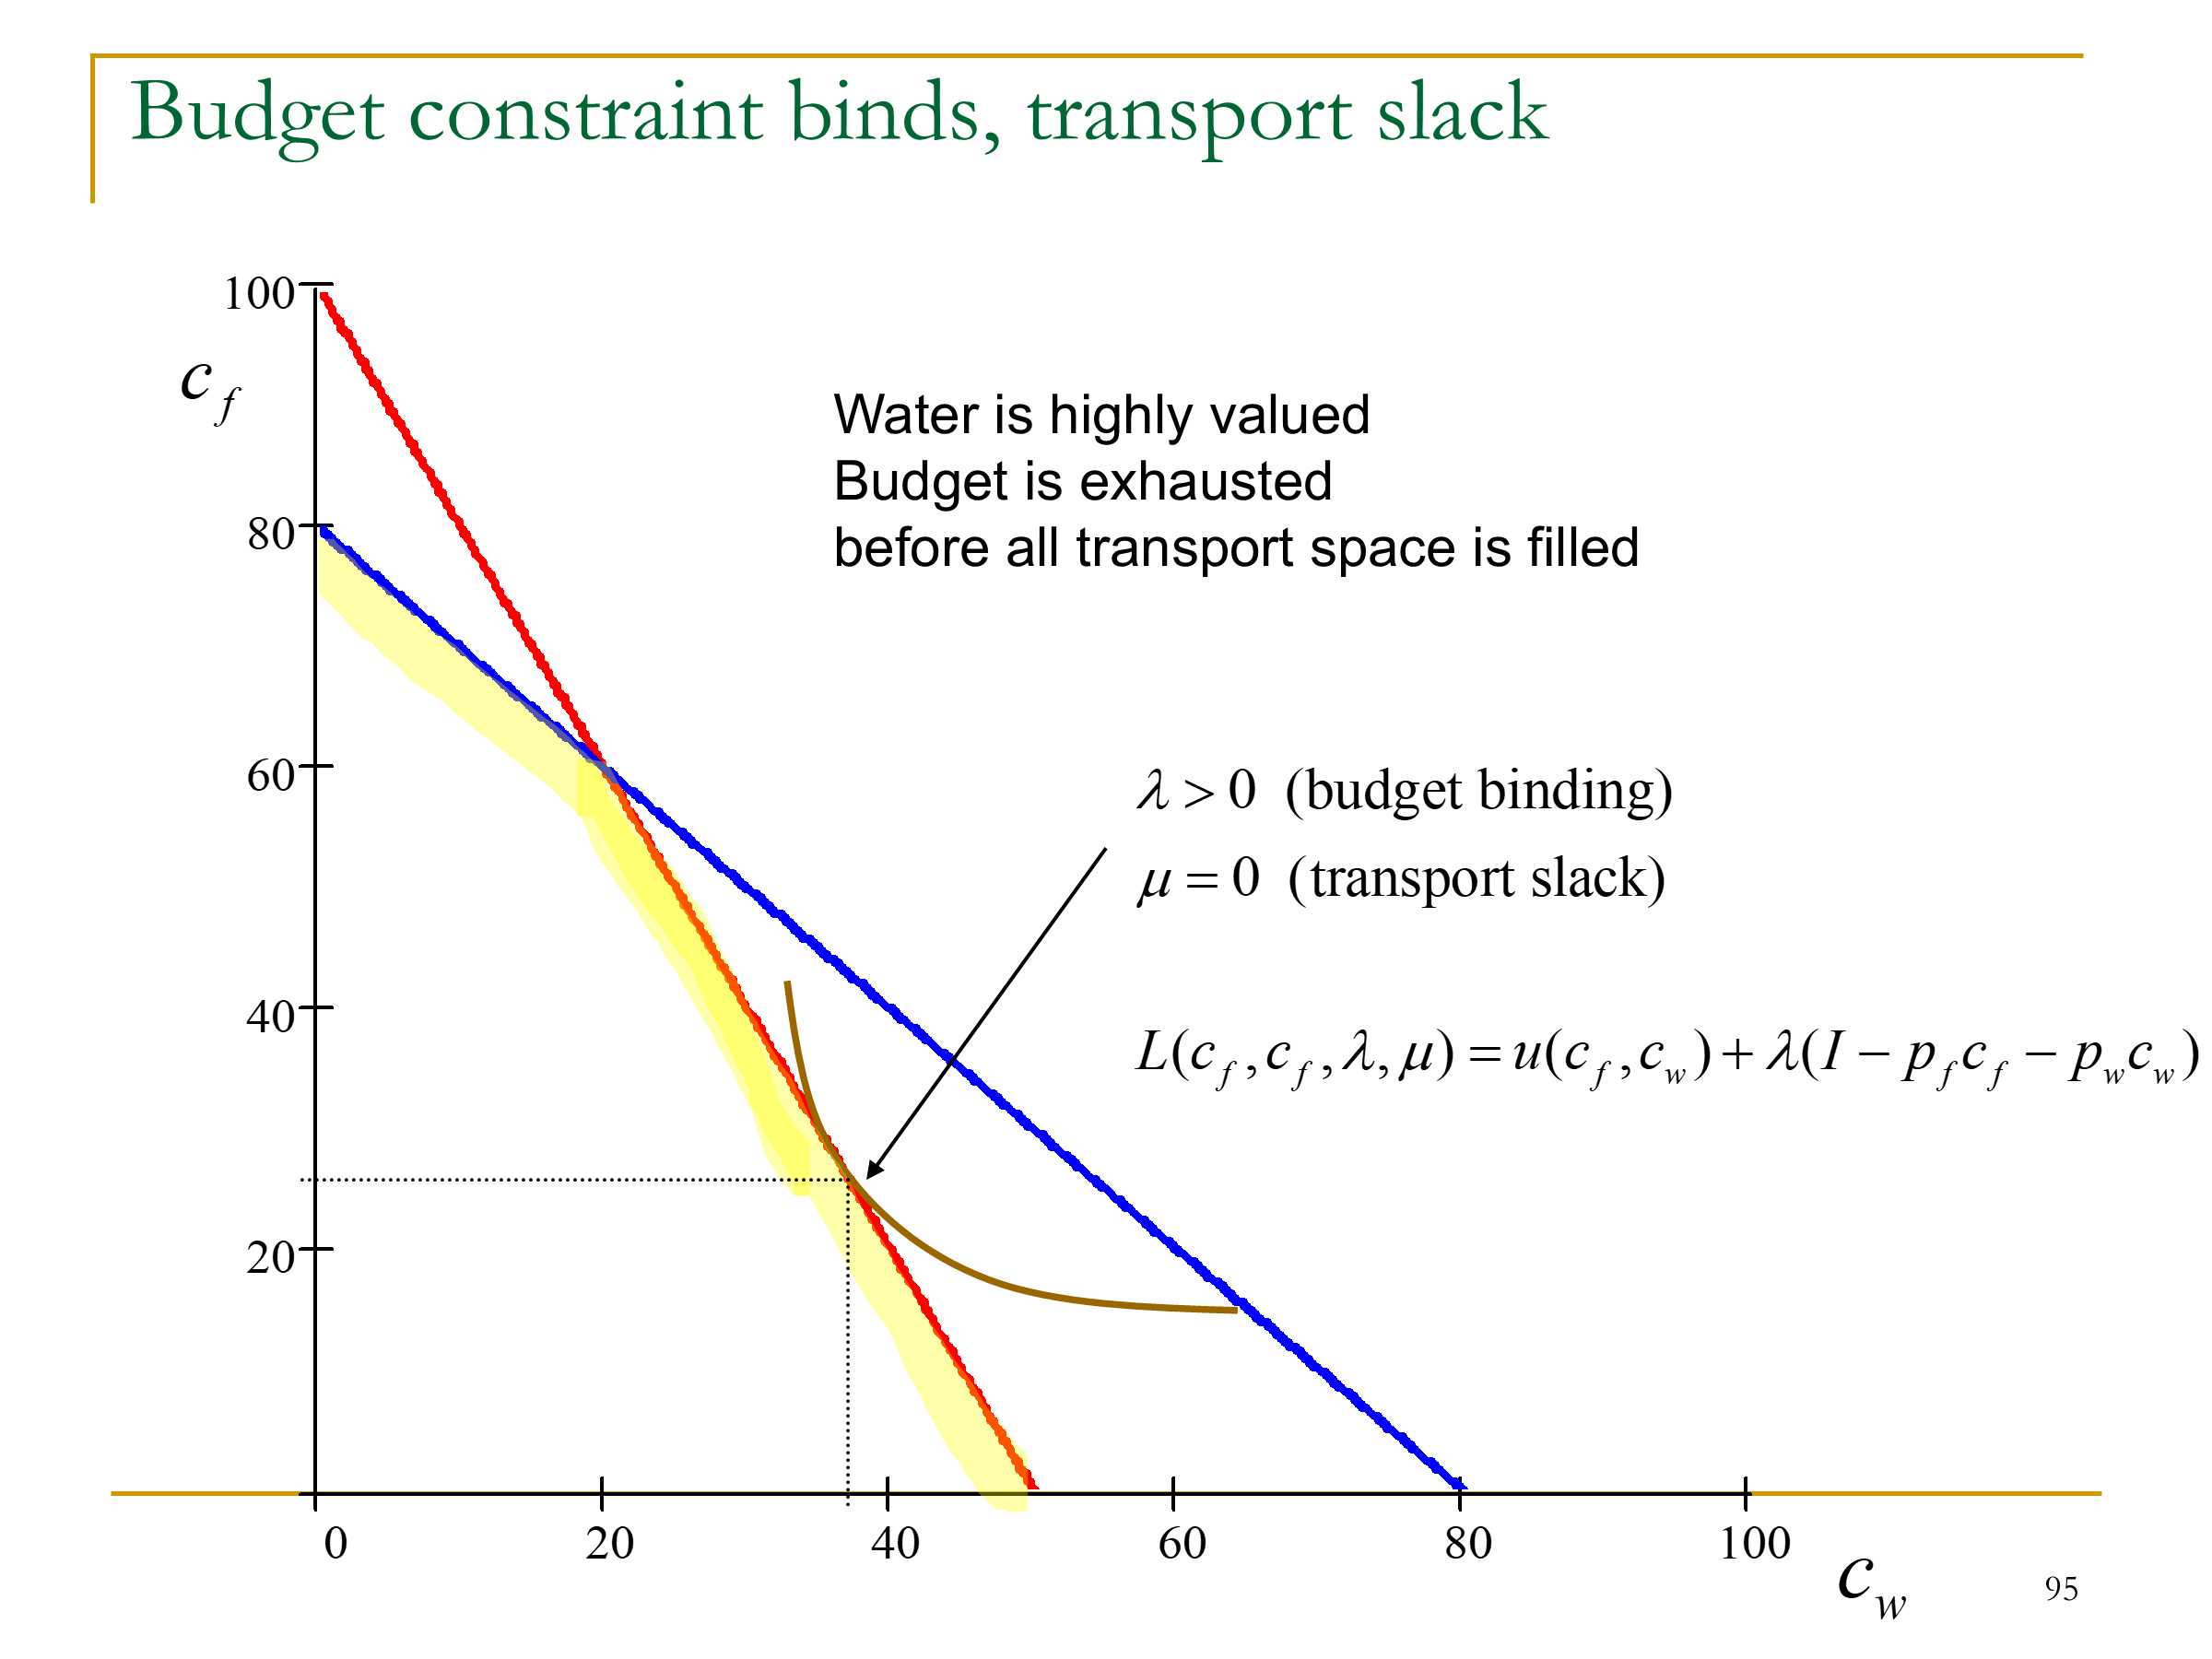 Budget constraint binds, transport slack
100
c_f
Water is highly valued
Budget is exhausted
before all transport space is filled
80
60
λ > 0 (budget binding)
μ = 0 (transport slack)
40
L(c_f, c_f, λ, μ) = u(c_f, c_w) + λ(I − p_f c_f − p_w c_w)
20
0 20 40 60 80 100
c_w
95